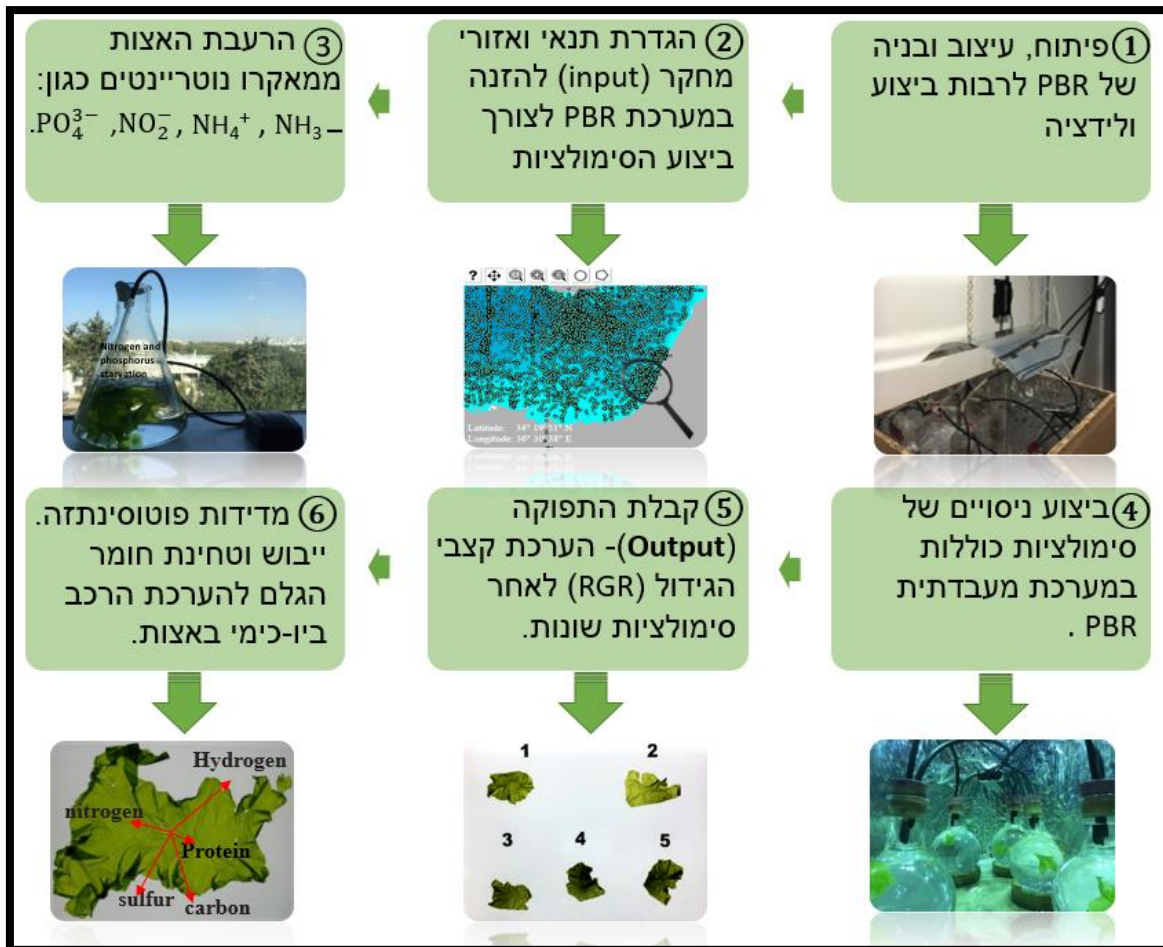 ① פיתוח, עיצוב ובניה
של PBR לרבות ביצוע
ולידציה
② הגדרת תנאי ואזורי
מחקר (input) להזנה
במערכת PBR לצורך
ביצוע הסימולציות
③ הרעבת האצות
ממאקרו נוטריינטים כגון:
.PO₄³⁻ ,NO₂⁻, NH₄⁺ , NH₃ –
?
Latitude: 34° 19' 51" N
Longitude: 36° 30' 38" E
Nitrogen and
phosphorus
starvation
④ ביצוע ניסויים של
סימולציות כוללות
במערכת מעבדתית
PBR .
⑤ קבלת התפוקה
(Output)- הערכת קצבי
הגידול (RGR) לאחר
סימולציות שונות.
⑥ מדידות פוטוסינתזה.
ייבוש וטחינת חומר
הגלם להערכת הרכב
ביו-כימי באצות.
1 2
3 4 5
Hydrogen
nitrogen
Protein
sulfur
carbon